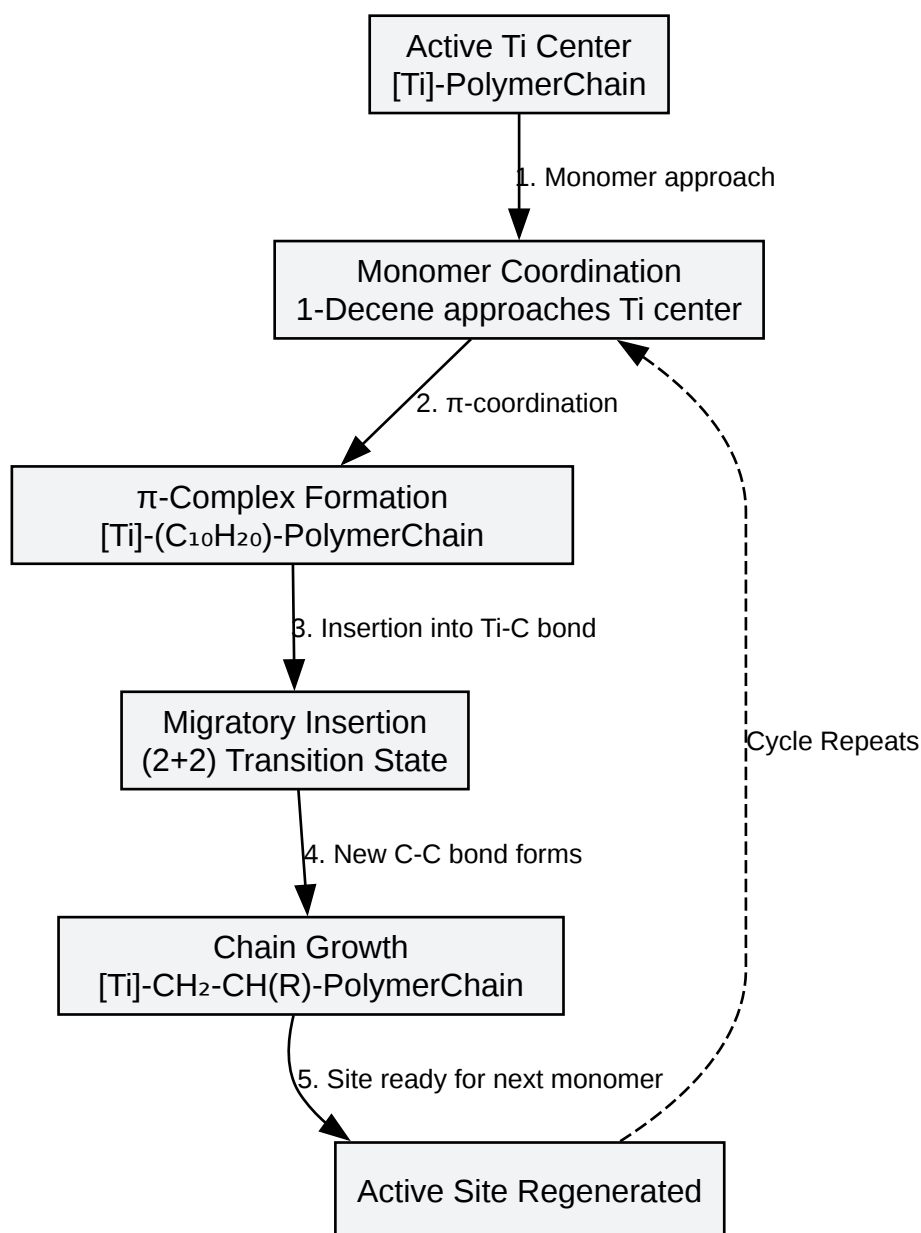 Active Ti Center
[Ti]-PolymerChain
1. Monomer approach
Monomer Coordination
1-Decene approaches Ti center
2. π-coordination
π-Complex Formation
[Ti]-(C₁₀H₂₀)-PolymerChain
3. Insertion into Ti-C bond
Migratory Insertion
(2+2) Transition State
Cycle Repeats
4. New C-C bond forms
Chain Growth
[Ti]-CH₂-CH(R)-PolymerChain
5. Site ready for next monomer
Active Site Regenerated